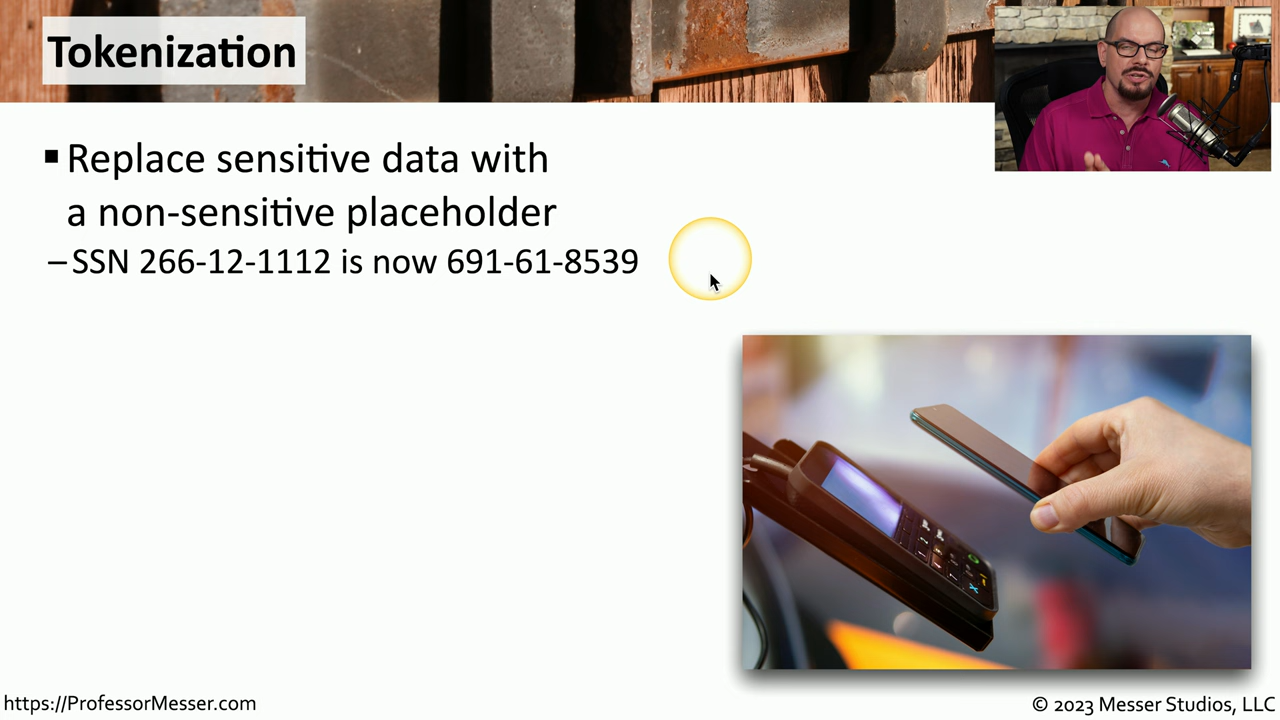 Tokenization
▪ Replace sensitive data with
a non-sensitive placeholder
– SSN 266-12-1112 is now 691-61-8539
https://ProfessorMesser.com
© 2023 Messer Studios, LLC